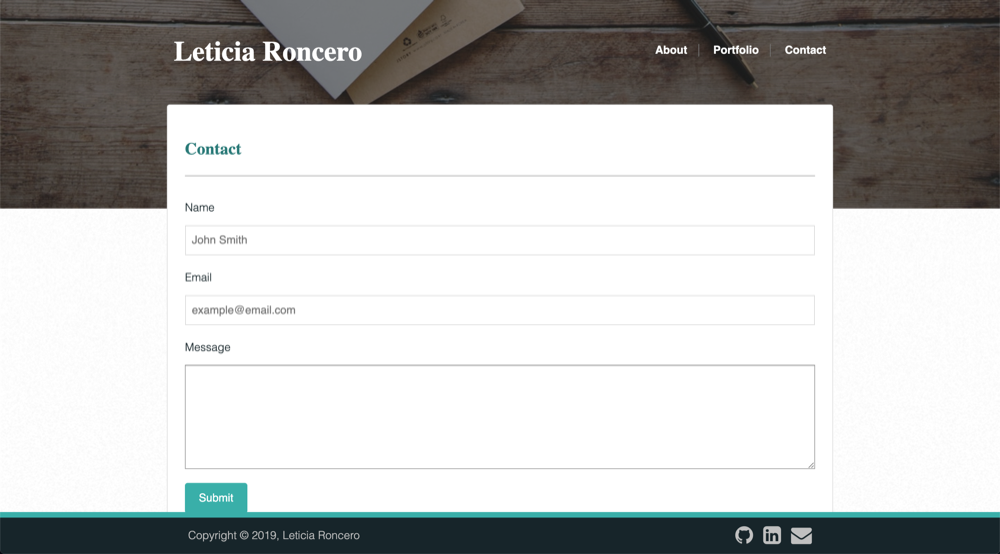 Leticia Roncero
About
Portfolio
Contact
Contact
Name
John Smith
Email
example@email.com
Message
Submit
Copyright © 2019, Leticia Roncero